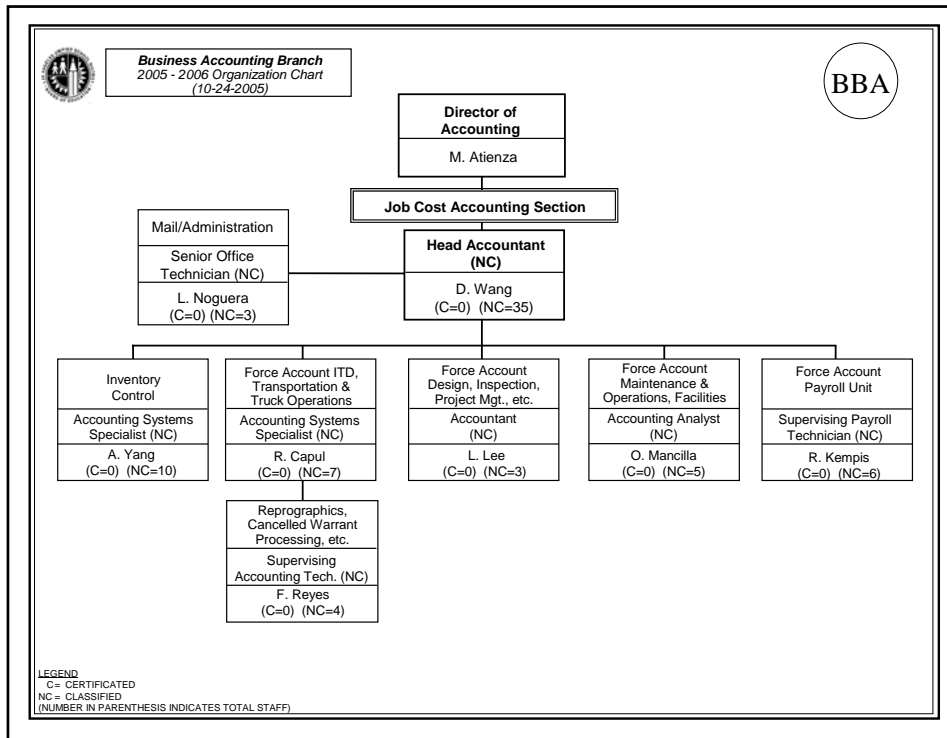 Business Accounting Branch
2005 - 2006 Organization Chart
(10-24-2005)
BBA
Director of
Accounting
M. Atienza
Job Cost Accounting Section
Mail/Administration
Senior Office
Technician (NC)
L. Noguera
(C=0) (NC=3)
Head Accountant
(NC)
D. Wang
(C=0) (NC=35)
Inventory
Control
Accounting Systems
Specialist (NC)
A. Yang
(C=0) (NC=10)
Force Account ITD,
Transportation &
Truck Operations
Accounting Systems
Specialist (NC)
R. Capul
(C=0) (NC=7)
Force Account
Design, Inspection,
Project Mgt., etc.
Accountant
(NC)
L. Lee
(C=0) (NC=3)
Force Account
Maintenance &
Operations, Facilities
Accounting Analyst
(NC)
O. Mancilla
(C=0) (NC=5)
Force Account
Payroll Unit
Supervising Payroll
Technician (NC)
R. Kempis
(C=0) (NC=6)
Reprographics,
Cancelled Warrant
Processing, etc.
Supervising
Accounting Tech. (NC)
F. Reyes
(C=0) (NC=4)
LEGEND
C= CERTIFICATED
NC = CLASSIFIED
(NUMBER IN PARENTHESIS INDICATES TOTAL STAFF)